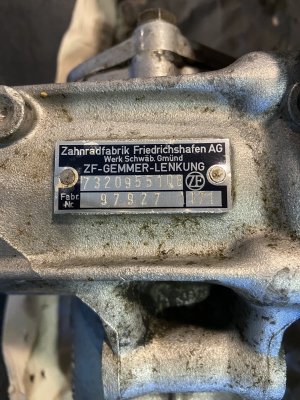 Zahnradfabrik Friedrichshafen AG
Werk Schwäb. Gmünd
ZF-GEMMER-LENKUNG
ZF
Fabr. Nr.
97927